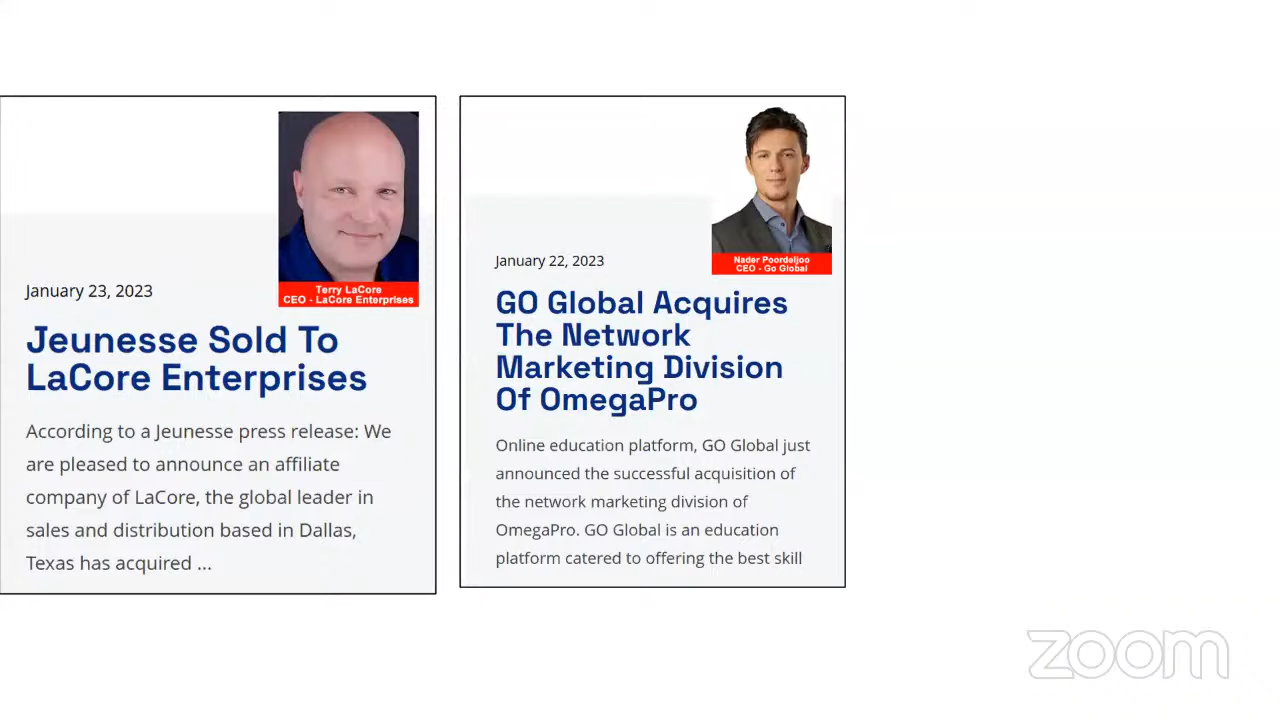 Terry LaCore
CEO - LaCore Enterprises
January 23, 2023
Jeunesse Sold To
LaCore Enterprises
According to a Jeunesse press release: We
are pleased to announce an affiliate
company of LaCore, the global leader in
sales and distribution based in Dallas,
Texas has acquired ...
Nader Poordeljoo
CEO - Go Global
January 22, 2023
GO Global Acquires
The Network
Marketing Division
Of OmegaPro
Online education platform, GO Global just
announced the successful acquisition of
the network marketing division of
OmegaPro. GO Global is an education
platform catered to offering the best skill
zoom